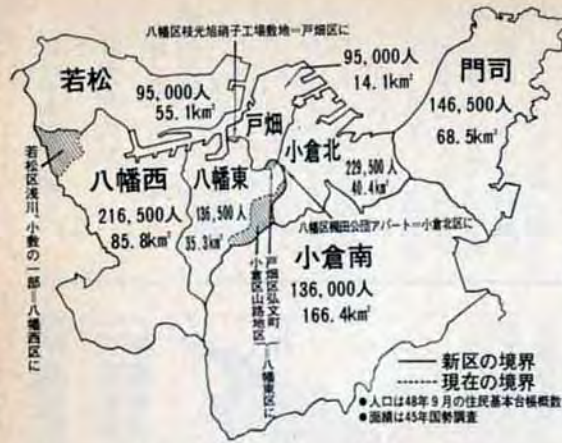 八幡区枝光旭硝子工場敷地＝戸畑区に
若松
95,000人
55.1km²
戸畑
95,000人
14.1km²
門司
146,500人
68.5km²
小倉北
229,500人
40.4km²
八幡西
216,500人
85.8km²
八幡東
136,500人
35.3km²
若松区浅川、小敷の一部＝八幡西区に
八幡区槻田公団アパート＝小倉北区に
戸畑区弘文町
小倉区山路地区
＝八幡東区に
小倉南
136,000人
166.4km²
新区の境界
現在の境界
●人口は48年9月の住民基本台帳概数
●面積は45年国勢調査